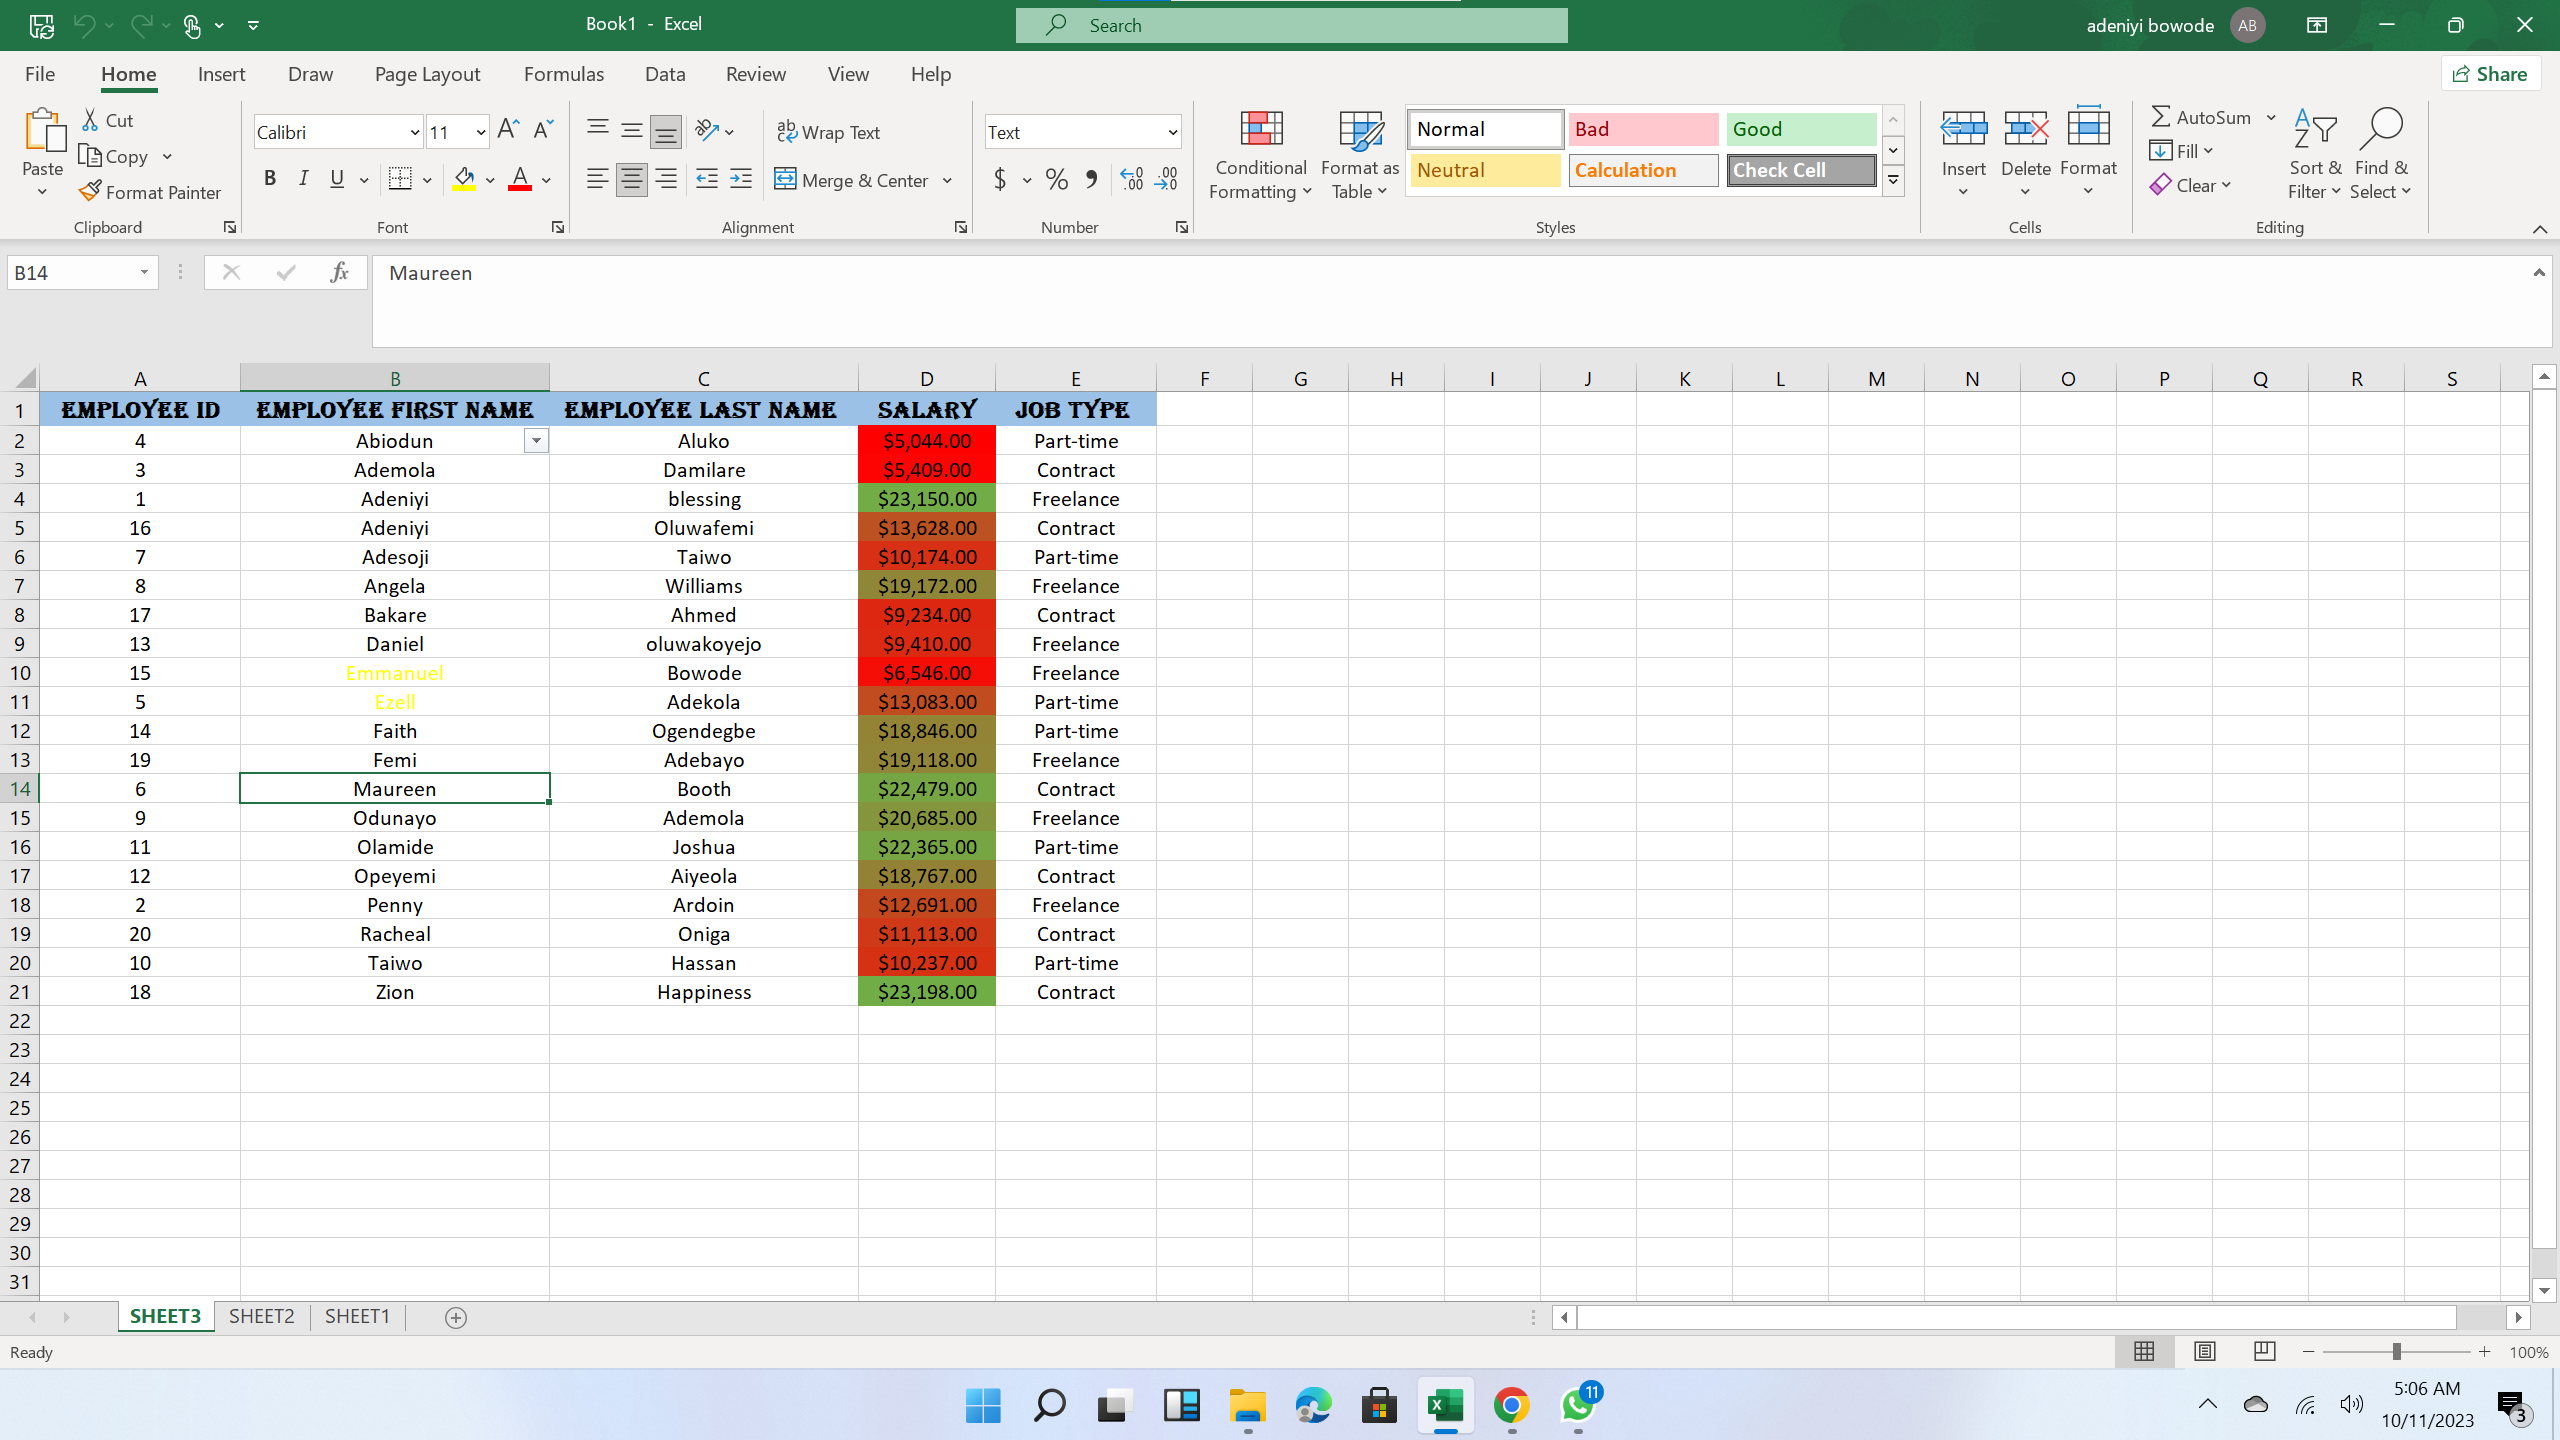 Book1 - Excel
Search
adeniyi bowode AB
File Home Insert Draw Page Layout Formulas Data Review View Help Share
Paste Cut Copy Format Painter Clipboard
Calibri 11 B I U A Font
ab Wrap Text Merge & Center Alignment
Text $ % Number
Conditional Formatting Format as Table
Normal Bad Good
Neutral Calculation Check Cell
Styles
Insert Delete Format Cells
AutoSum Fill Clear Sort & Filter Find & Select Editing
B14 fx Maureen
A B C D E F G H I J K L M N O P Q R S
1 EMPLOYEE ID EMPLOYEE FIRST NAME EMPLOYEE LAST NAME SALARY JOB TYPE
2 4 Abiodun Aluko $5,044.00 Part-time
3 3 Ademola Damilare $5,409.00 Contract
4 1 Adeniyi blessing $23,150.00 Freelance
5 16 Adeniyi Oluwafemi $13,628.00 Contract
6 7 Adesoji Taiwo $10,174.00 Part-time
7 8 Angela Williams $19,172.00 Freelance
8 17 Bakare Ahmed $9,234.00 Contract
9 13 Daniel oluwakoyejo $9,410.00 Freelance
10 15 Emmanuel Bowode $6,546.00 Freelance
11 5 Ezell Adekola $13,083.00 Part-time
12 14 Faith Ogendegbe $18,846.00 Part-time
13 19 Femi Adebayo $19,118.00 Freelance
14 6 Maureen Booth $22,479.00 Contract
15 9 Odunayo Ademola $20,685.00 Freelance
16 11 Olamide Joshua $22,365.00 Part-time
17 12 Opeyemi Aiyeola $18,767.00 Contract
18 2 Penny Ardoin $12,691.00 Freelance
19 20 Racheal Oniga $11,113.00 Contract
20 10 Taiwo Hassan $10,237.00 Part-time
21 18 Zion Happiness $23,198.00 Contract
22
23
24
25
26
27
28
29
30
31
SHEET3 SHEET2 SHEET1
Ready 100%
11
5:06 AM
10/11/2023 3